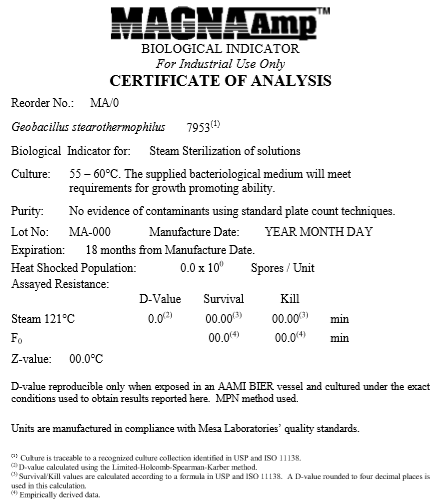 MAGNAAmp™
BIOLOGICAL INDICATOR
For Industrial Use Only
CERTIFICATE OF ANALYSIS
Reorder No.: MA/0
Geobacillus stearothermophilus 7953(1)
Biological Indicator for: Steam Sterilization of solutions
Culture: 55 – 60°C. The supplied bacteriological medium will meet
requirements for growth promoting ability.
Purity: No evidence of contaminants using standard plate count techniques.
Lot No: MA-000 Manufacture Date: YEAR MONTH DAY
Expiration: 18 months from Manufacture Date.
Heat Shocked Population: 0.0 x 10⁰ Spores / Unit
Assayed Resistance:
D-Value Survival Kill
Steam 121°C 0.0(2) 00.00(3) 00.00(3) min
F₀ 00.0(4) 00.0(4) min
Z-value: 00.0°C
D-value reproducible only when exposed in an AAMI BIER vessel and cultured under the exact
conditions used to obtain results reported here. MPN method used.
Units are manufactured in compliance with Mesa Laboratories' quality standards.
(1) Culture is traceable to a recognized culture collection identified in USP and ISO 11138.
(2) D-value calculated using the Limited-Holcomb-Spearman-Karber method.
(3) Survival/Kill values are calculated according to a formula in USP and ISO 11138. A D-value rounded to four decimal places is
used in this calculation.
(4) Empirically derived data.